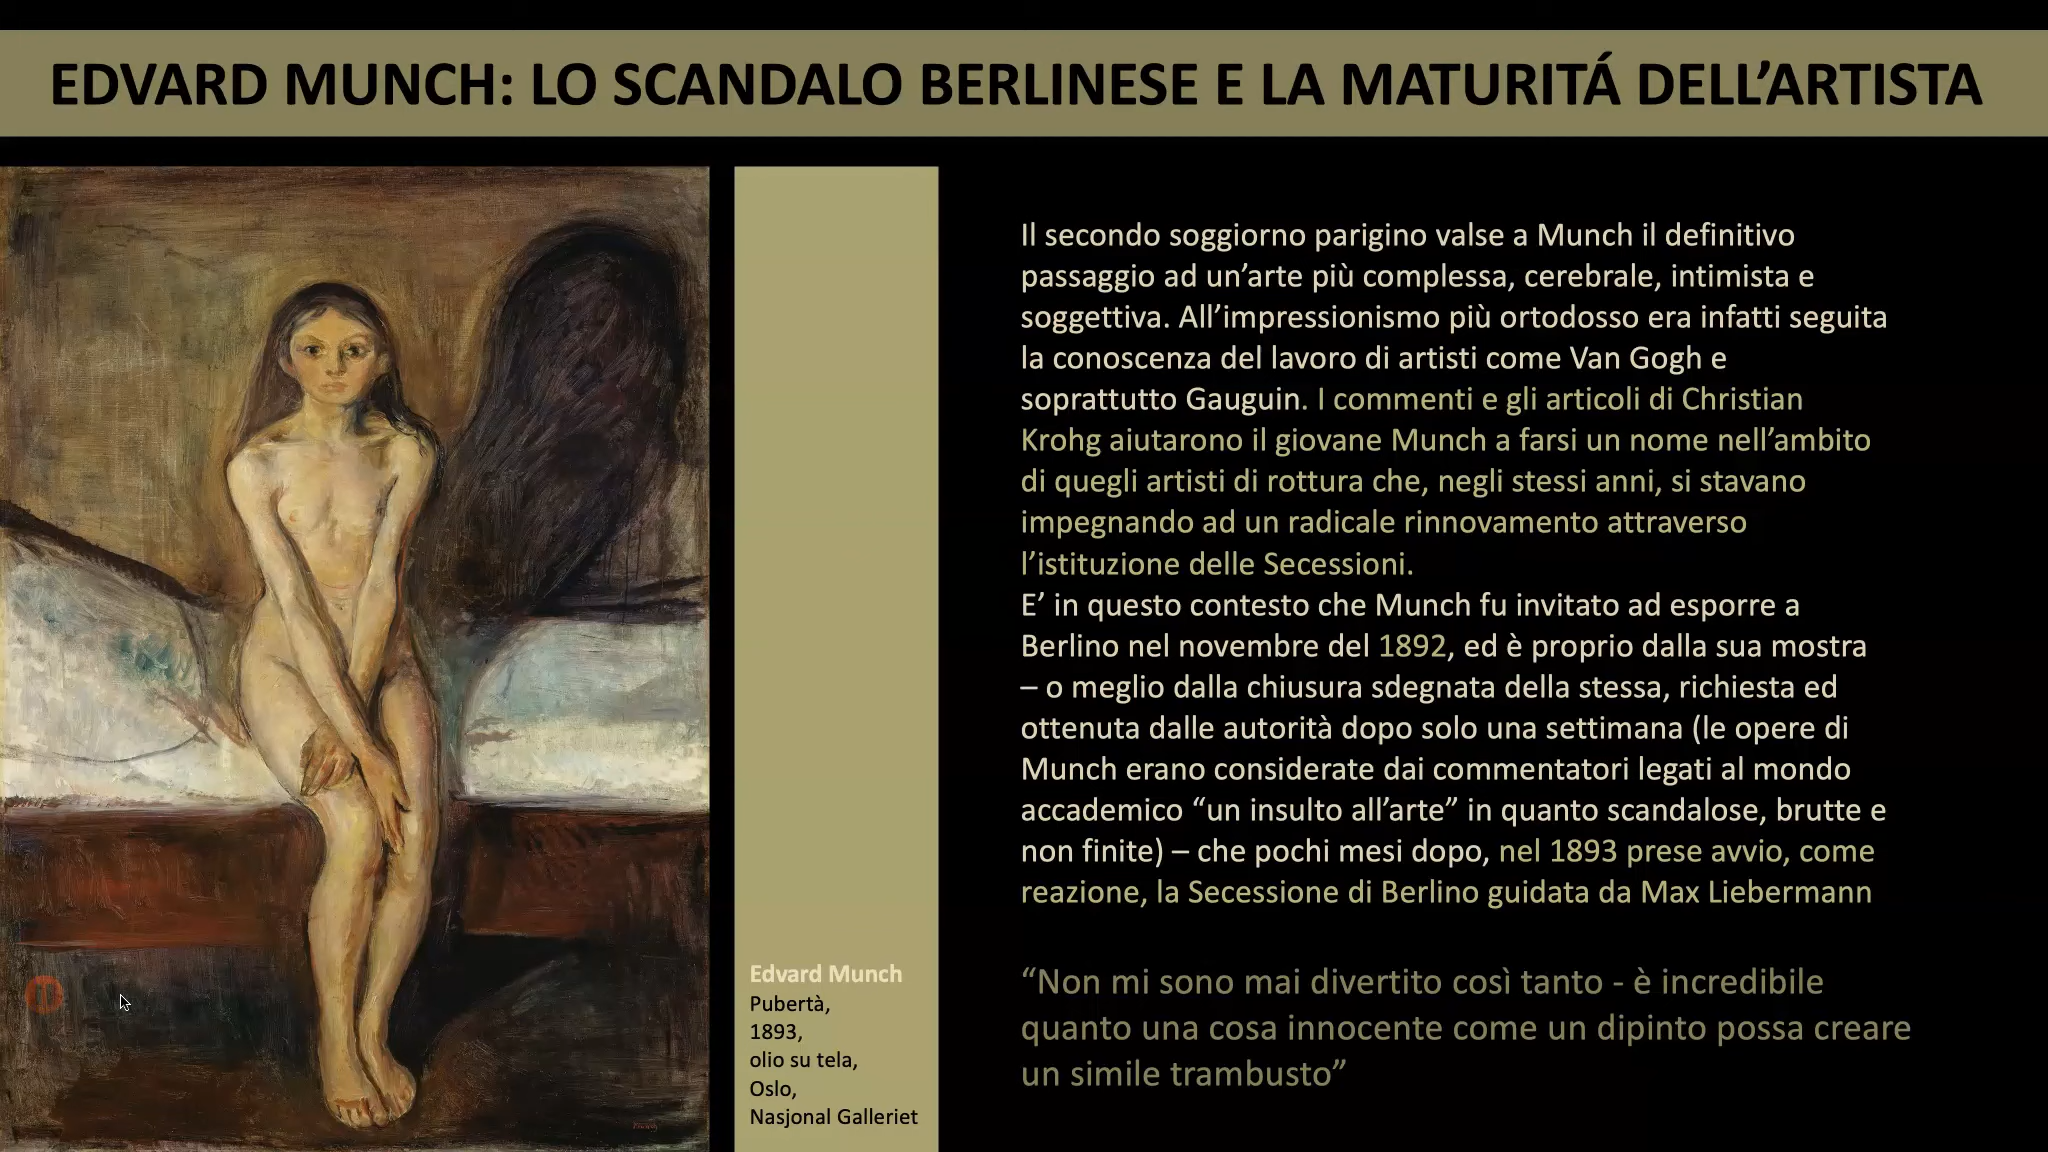 EDVARD MUNCH: LO SCANDALO BERLINESE E LA MATURITÁ DELL’ARTISTA
Il secondo soggiorno parigino valse a Munch il definitivo
passaggio ad un’arte più complessa, cerebrale, intimista e
soggettiva. All’impressionismo più ortodosso era infatti seguita
la conoscenza del lavoro di artisti come Van Gogh e
soprattutto Gauguin. I commenti e gli articoli di Christian
Krohg aiutarono il giovane Munch a farsi un nome nell’ambito
di quegli artisti di rottura che, negli stessi anni, si stavano
impegnando ad un radicale rinnovamento attraverso
l’istituzione delle Secessioni.
E’ in questo contesto che Munch fu invitato ad esporre a
Berlino nel novembre del 1892, ed è proprio dalla sua mostra
– o meglio dalla chiusura sdegnata della stessa, richiesta ed
ottenuta dalle autorità dopo solo una settimana (le opere di
Munch erano considerate dai commentatori legati al mondo
accademico “un insulto all’arte” in quanto scandalose, brutte e
non finite) – che pochi mesi dopo, nel 1893 prese avvio, come
reazione, la Secessione di Berlino guidata da Max Liebermann
“Non mi sono mai divertito così tanto - è incredibile
quanto una cosa innocente come un dipinto possa creare
un simile trambusto”
Edvard Munch
Pubertà,
1893,
olio su tela,
Oslo,
Nasjonal Galleriet